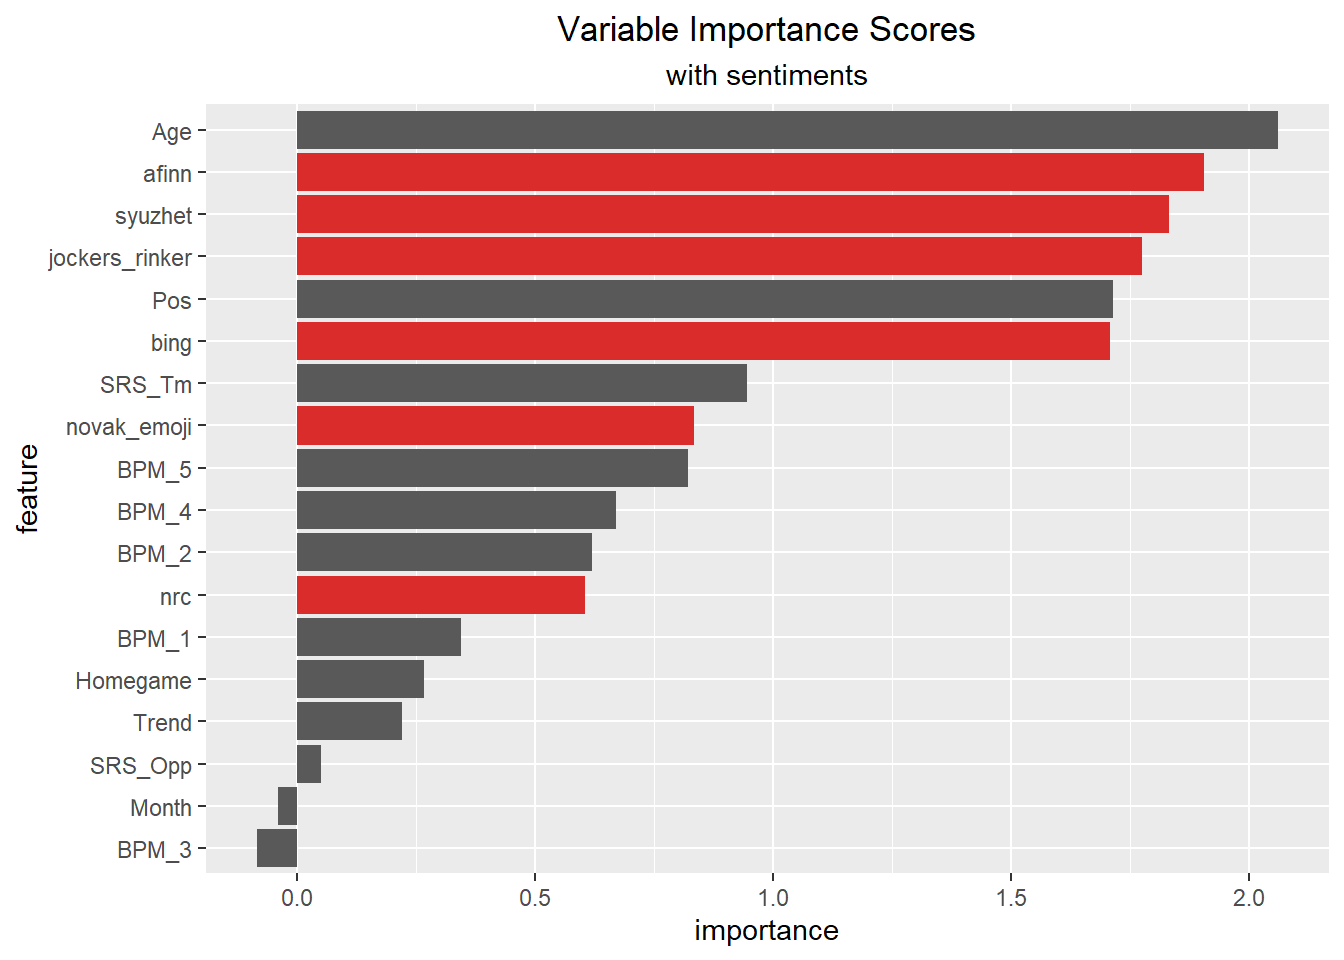 Variable Importance Scores
with sentiments
feature
Age
afinn
syuzhet
jockers_rinker
Pos
bing
SRS_Tm
novak_emoji
BPM_5
BPM_4
BPM_2
nrc
BPM_1
Homegame
Trend
SRS_Opp
Month
BPM_3
0.0 0.5 1.0 1.5 2.0
importance